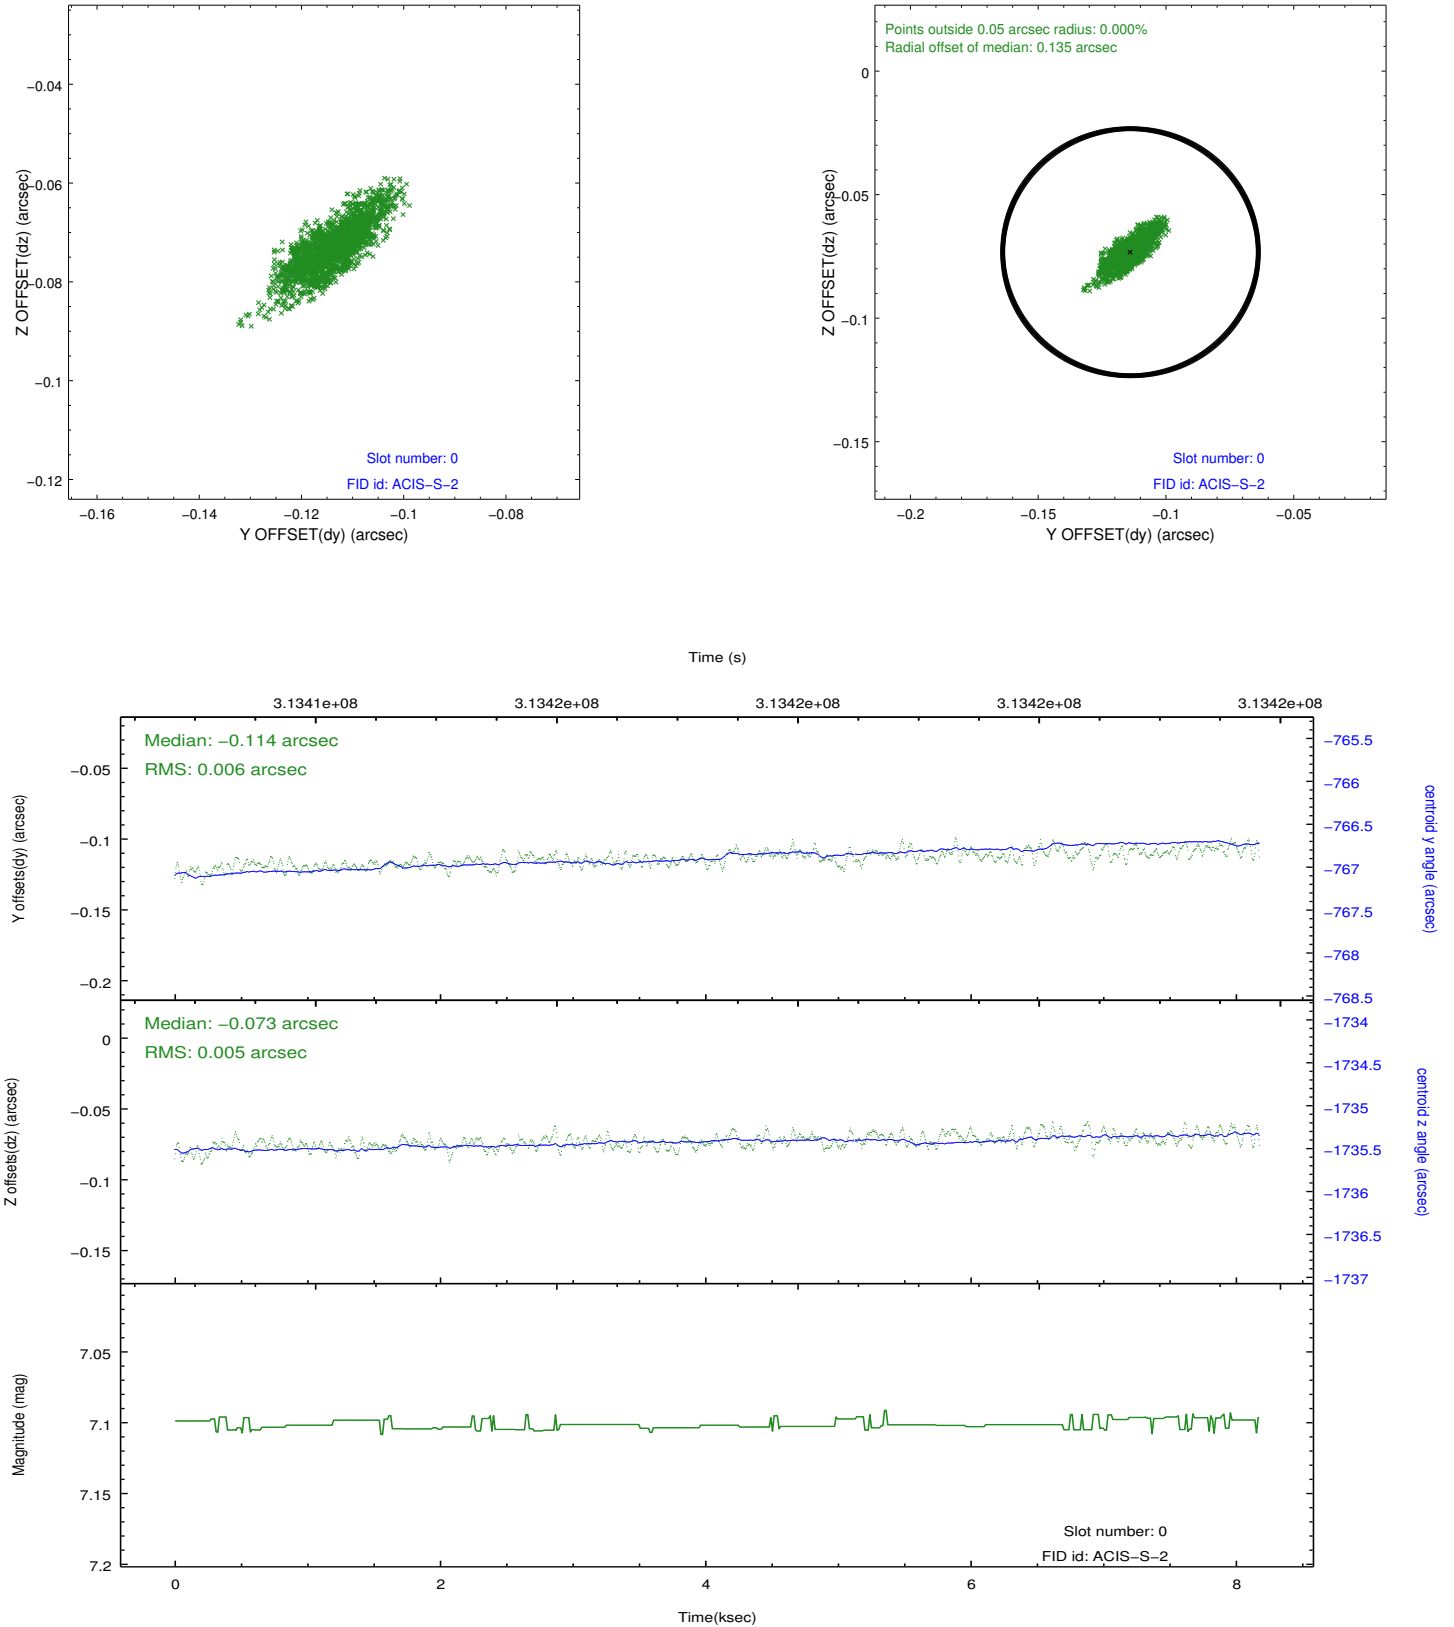 −0.04
−0.06
−0.08
−0.1
−0.12
Z OFFSET(dz) (arcsec)
Slot number: 0
FID id: ACIS−S−2
−0.16 −0.14 −0.12 −0.1 −0.08
Y OFFSET(dy) (arcsec)
Points outside 0.05 arcsec radius: 0.000%
Radial offset of median: 0.135 arcsec
0
−0.05
−0.1
−0.15
Z OFFSET(dz) (arcsec)
Slot number: 0
FID id: ACIS−S−2
−0.2 −0.15 −0.1 −0.05
Y OFFSET(dy) (arcsec)
Time (s)
3.1341e+08 3.1342e+08 3.1342e+08 3.1342e+08 3.1342e+08
Median: −0.114 arcsec
RMS: 0.006 arcsec
−0.05
−0.1
−0.15
−0.2
Y offsets(dy) (arcsec)
−765.5
−766
−766.5
−767
−767.5
−768
−768.5
centroid y angle (arcsec)
Median: −0.073 arcsec
RMS: 0.005 arcsec
0
−0.05
−0.1
−0.15
Z offsets(dz) (arcsec)
−1734
−1734.5
−1735
−1735.5
−1736
−1736.5
−1737
centroid z angle (arcsec)
7.05
7.1
7.15
7.2
Magnitude (mag)
Slot number: 0
FID id: ACIS−S−2
0 2 4 6 8
Time(ksec)